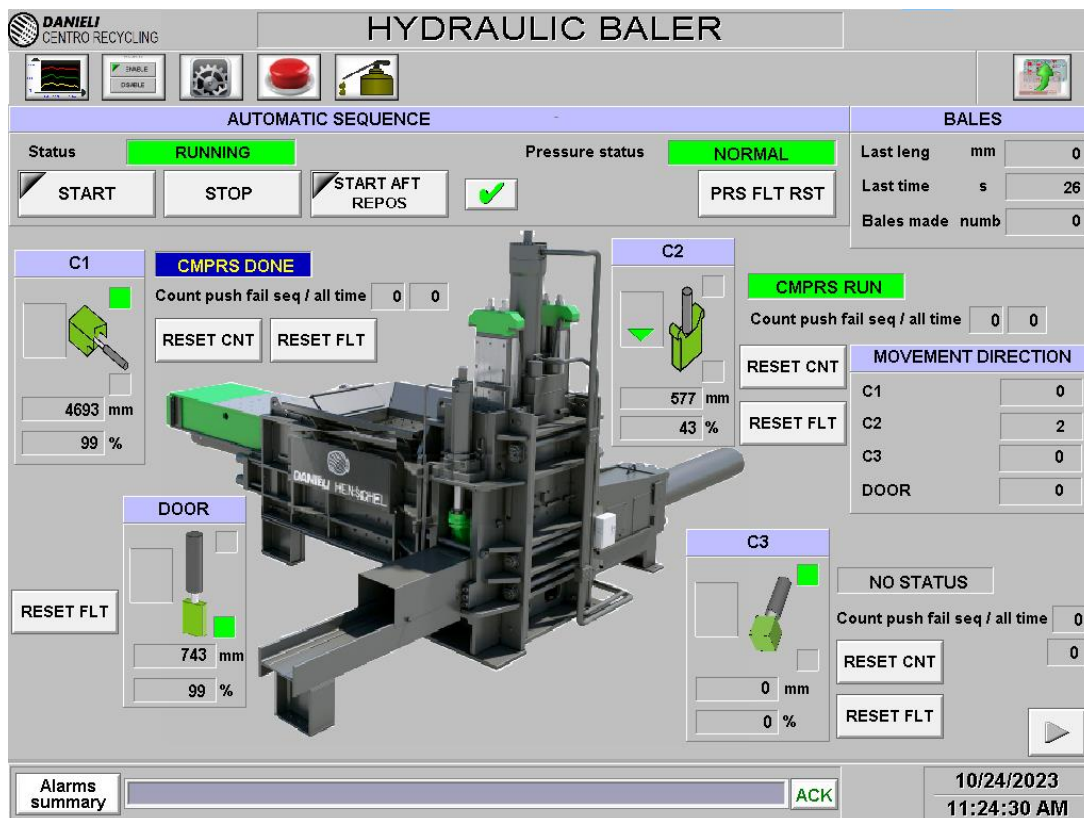 DANIELI
CENTRO RECYCLING
HYDRAULIC BALER
ENABLE
DISABLE
AUTOMATIC SEQUENCE
Status RUNNING
Pressure status NORMAL
START
STOP
START AFT
REPOS
PRS FLT RST
BALES
Last leng mm 0
Last time s 26
Bales made numb 0
C1
CMPRS DONE
Count push fail seq / all time 0 0
RESET CNT
RESET FLT
4693 mm
99 %
C2
CMPRS RUN
Count push fail seq / all time 0 0
RESET CNT
RESET FLT
577 mm
43 %
MOVEMENT DIRECTION
C1 0
C2 2
C3 0
DOOR 0
DANIELI HENSCHEL
DOOR
RESET FLT
743 mm
99 %
C3
NO STATUS
Count push fail seq / all time 0
0
RESET CNT
RESET FLT
0 mm
0 %
Alarms
summary
ACK
10/24/2023
11:24:30 AM